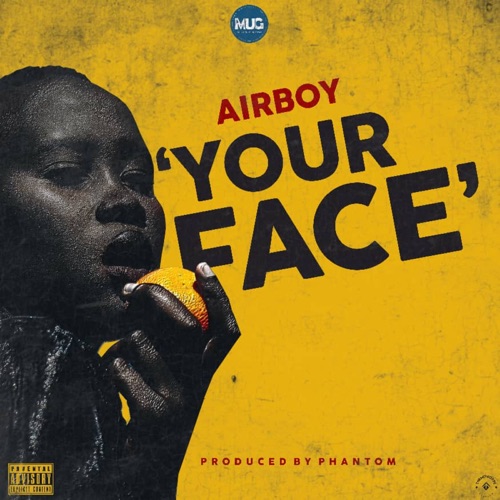 MUG
AIRBOY
'YOUR
FACE'
PRODUCED BY PHANTOM
PARENTAL
ADVISORY
EXPLICIT CONTENT